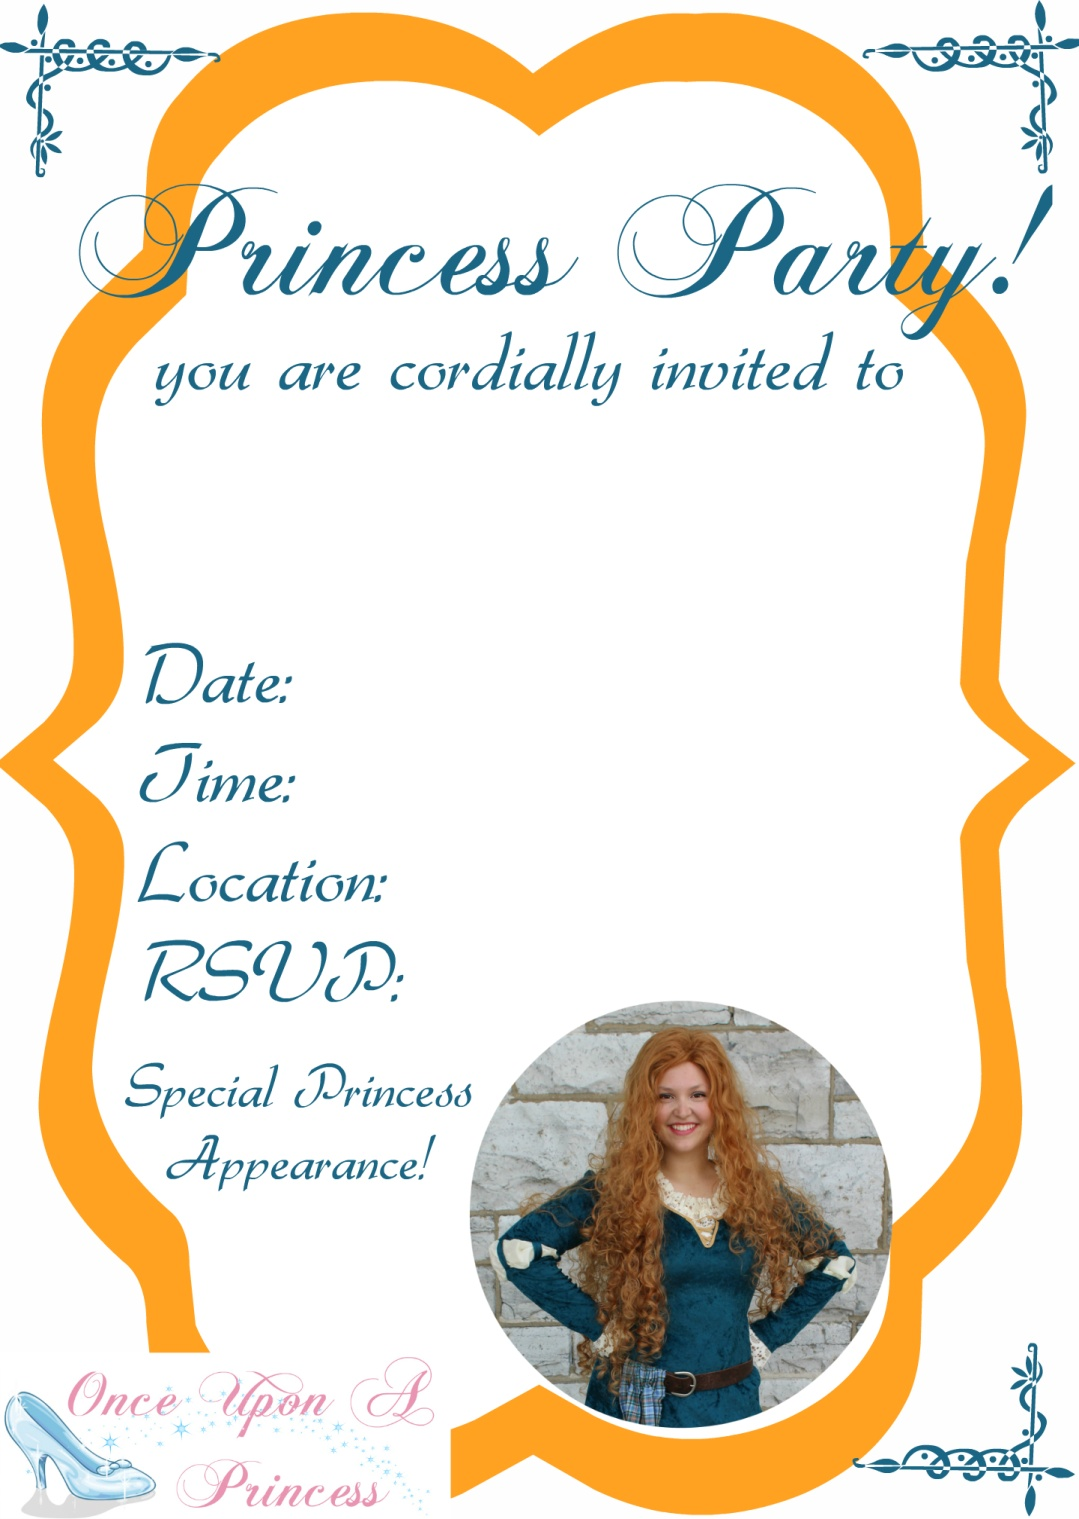 Princess Party!
you are cordially invited to
Date:
Time:
Location:
RSVP:
Special Princess
Appearance!
Once Upon A
Princess